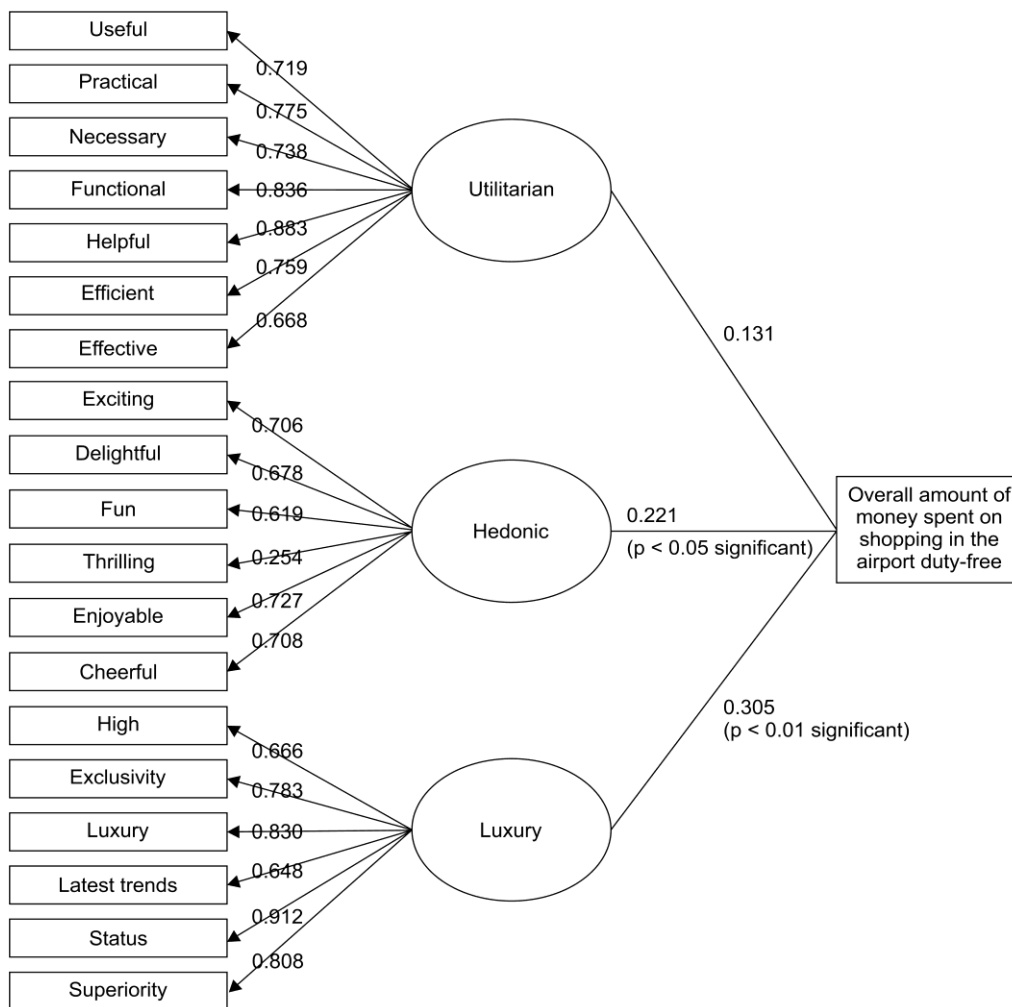 Useful
0.719
Practical
0.775
Necessary
0.738
Functional
0.836
Helpful
0.883
Efficient
0.759
Effective
0.668
Utilitarian
0.131
Exciting
0.706
Delightful
0.678
Fun
0.619
Thrilling
0.254
Enjoyable
0.727
Cheerful
0.708
Hedonic
0.221
(p < 0.05 significant)
High
0.666
Exclusivity
0.783
Luxury
0.830
Latest trends
0.648
Status
0.912
Superiority
0.808
Luxury
0.305
(p < 0.01 significant)
Overall amount of
money spent on
shopping in the
airport duty-free